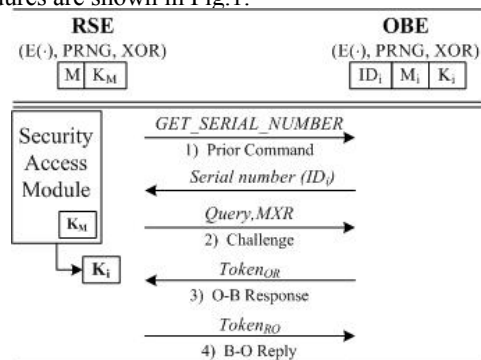 ures are shown in Fig.1.
RSE OBE
(E(·), PRNG, XOR) (E(·), PRNG, XOR)
M K_M ID_i M_i K_i
Security
Access
Module
K_M
K_i
GET_SERIAL_NUMBER
1) Prior Command
Serial number (ID_i)
Query,MXR
2) Challenge
Token_OR
3) O-B Response
Token_RO
4) B-O Reply